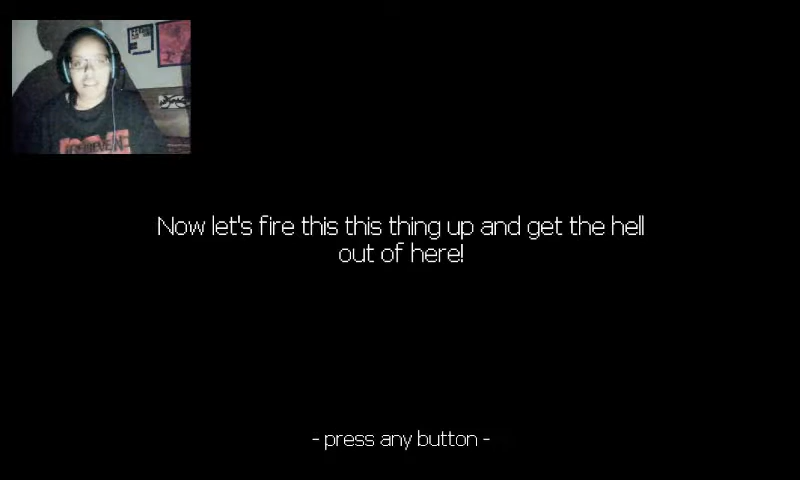 Now let's fire this this thing up and get the hell
out of here!
- press any button -